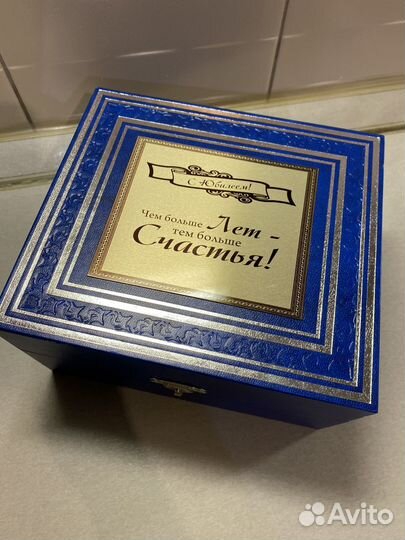 С Юбилеем!
Чем больше Лет -
тем больше
Счастья!
Avito